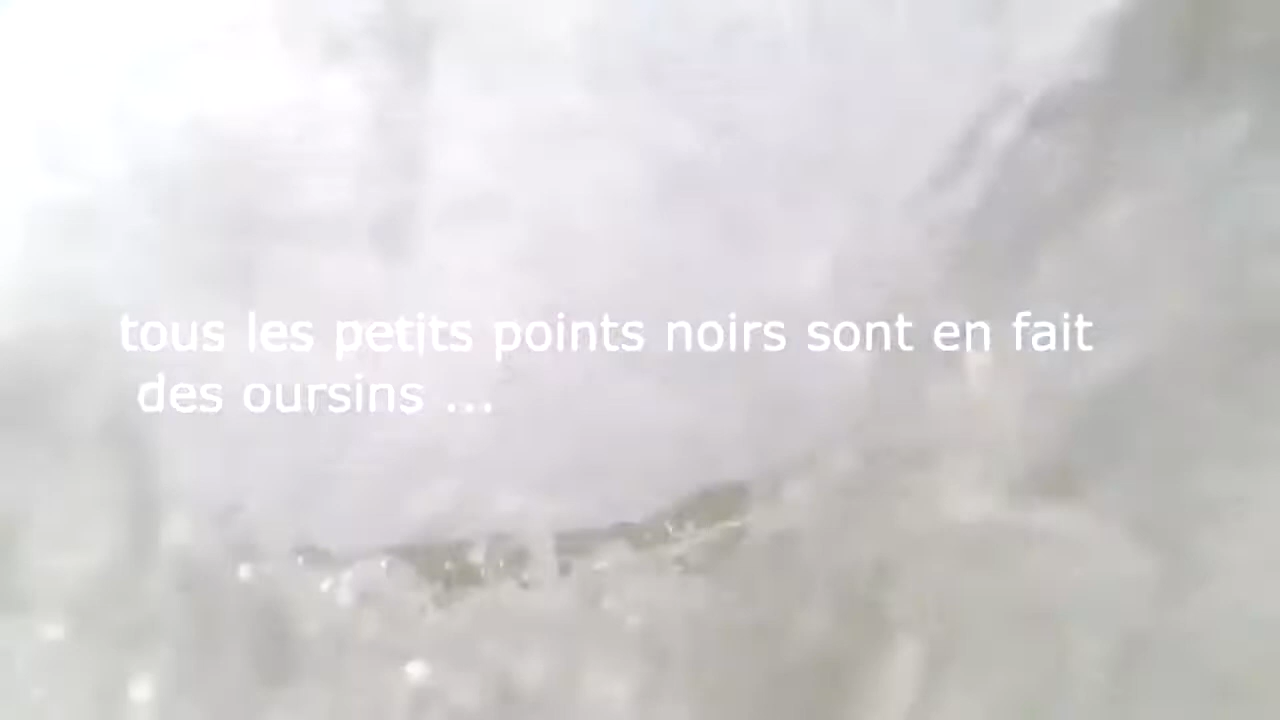 tous les petits points noirs sont en fait
des oursins ...